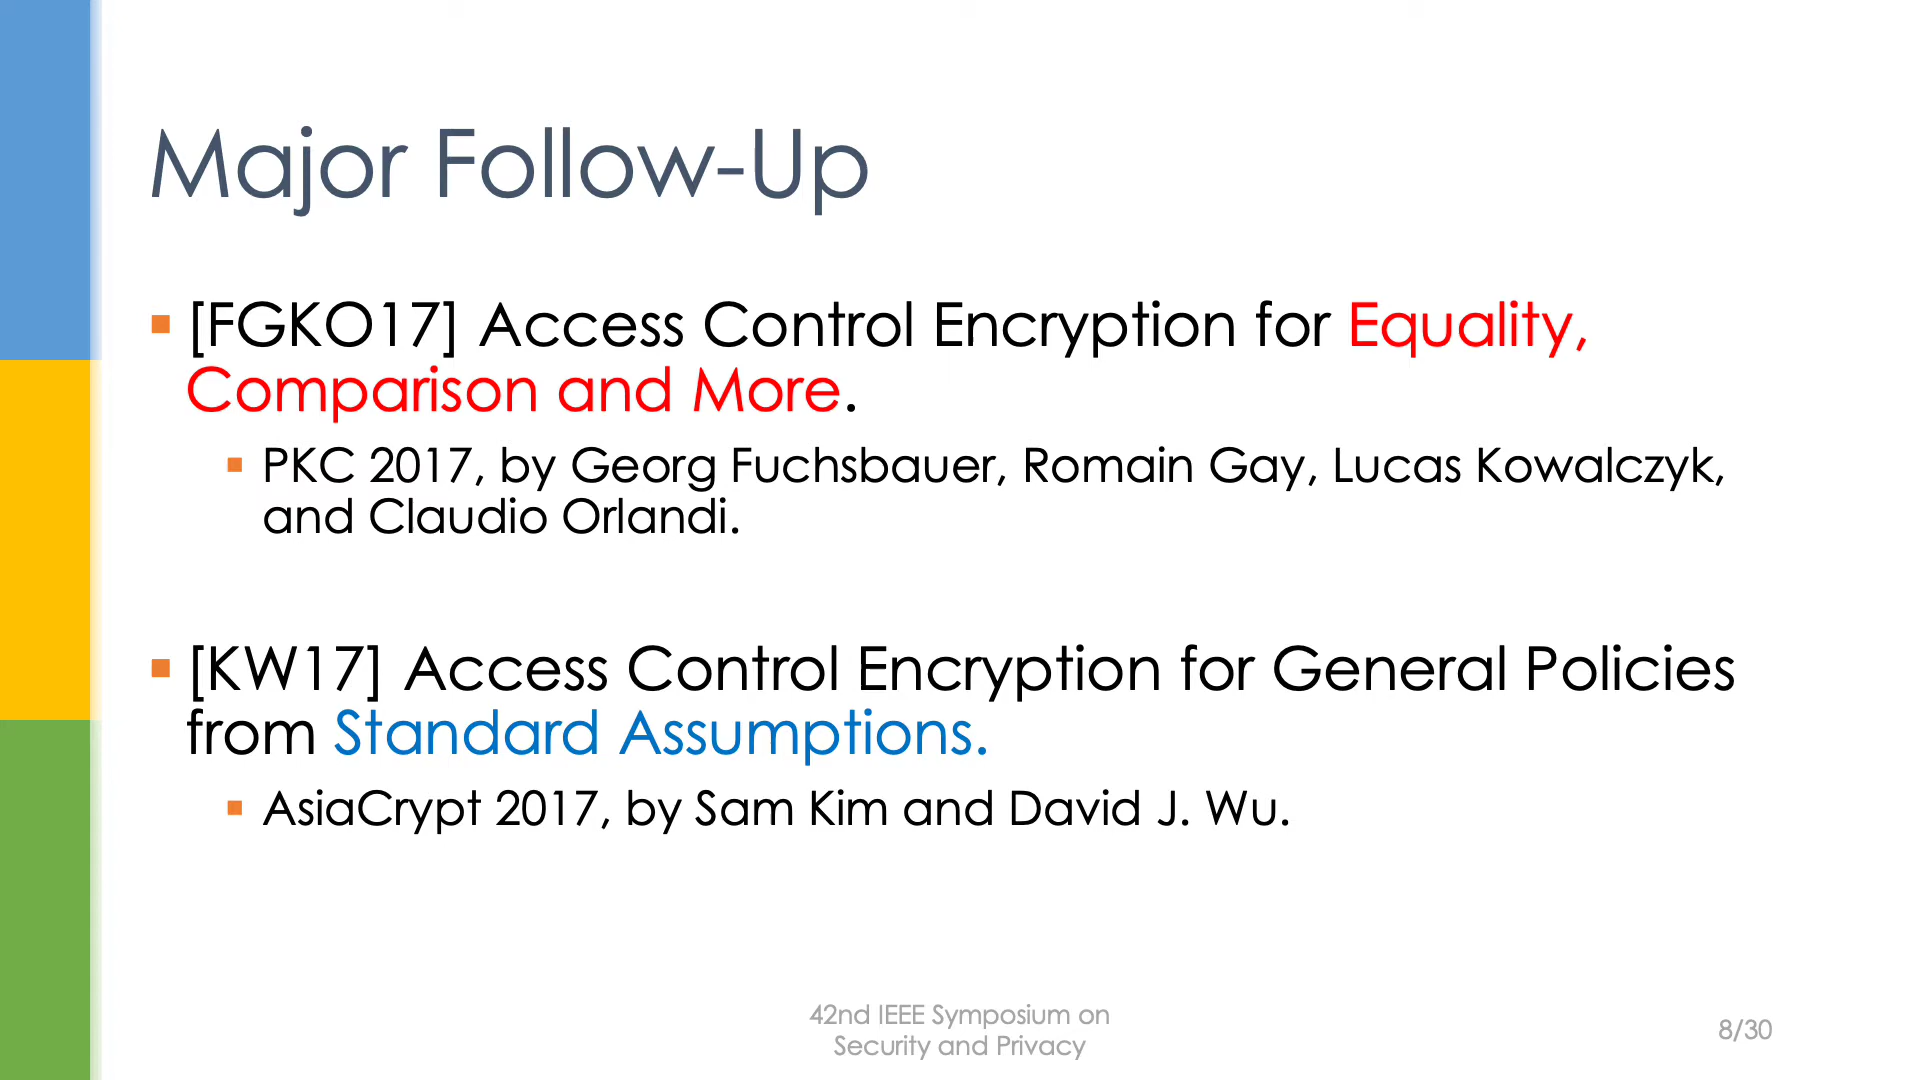 Major Follow-Up
[FGKO17] Access Control Encryption for Equality,
Comparison and More.
PKC 2017, by Georg Fuchsbauer, Romain Gay, Lucas Kowalczyk,
and Claudio Orlandi.
[KW17] Access Control Encryption for General Policies
from Standard Assumptions.
AsiaCrypt 2017, by Sam Kim and David J. Wu.
42nd IEEE Symposium on
Security and Privacy
8/30